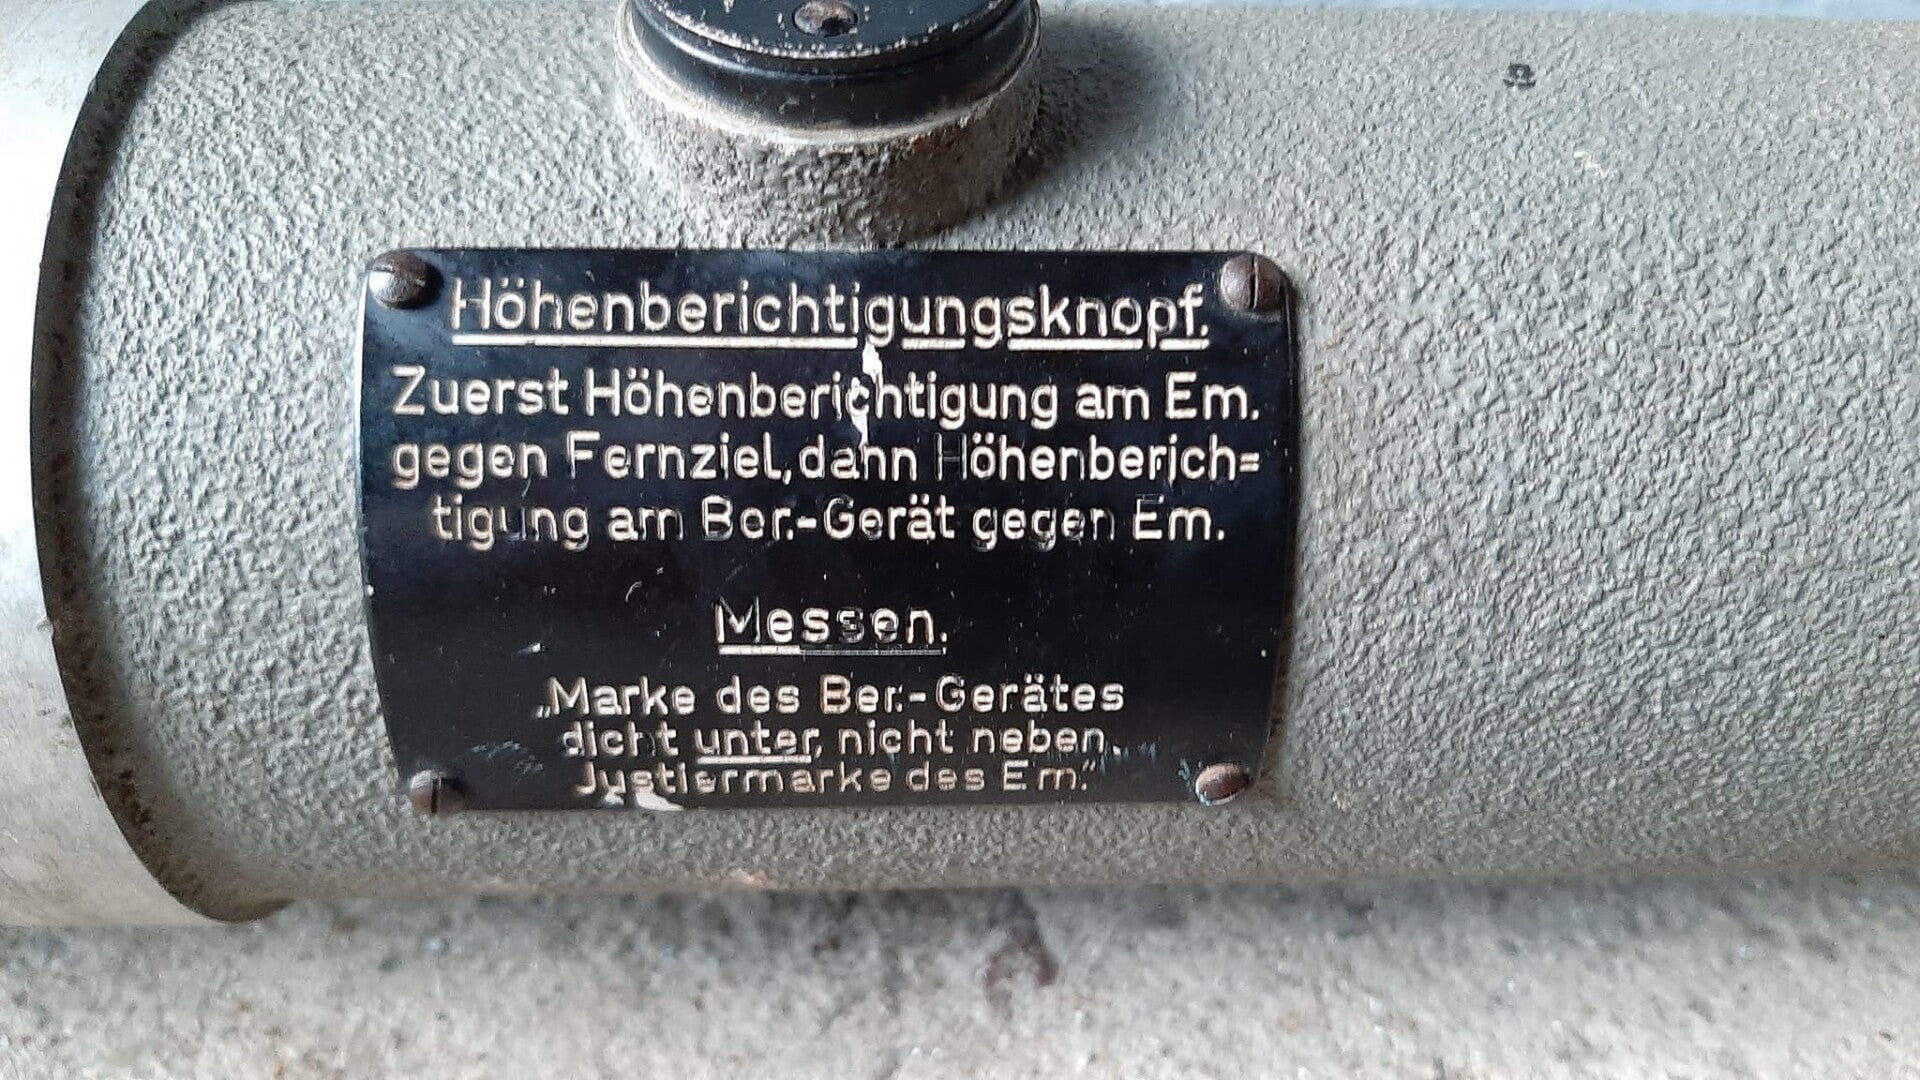 Höhenberichtigungsknopf.
Zuerst Höhenberichtigung am Em.
gegen Fernziel, dann Höhenberich=
tigung am Ber.-Gerät gegen Em.
Messen.
„Marke des Ber.-Gerätes
dicht unter, nicht neben,
Justiermarke des Em."